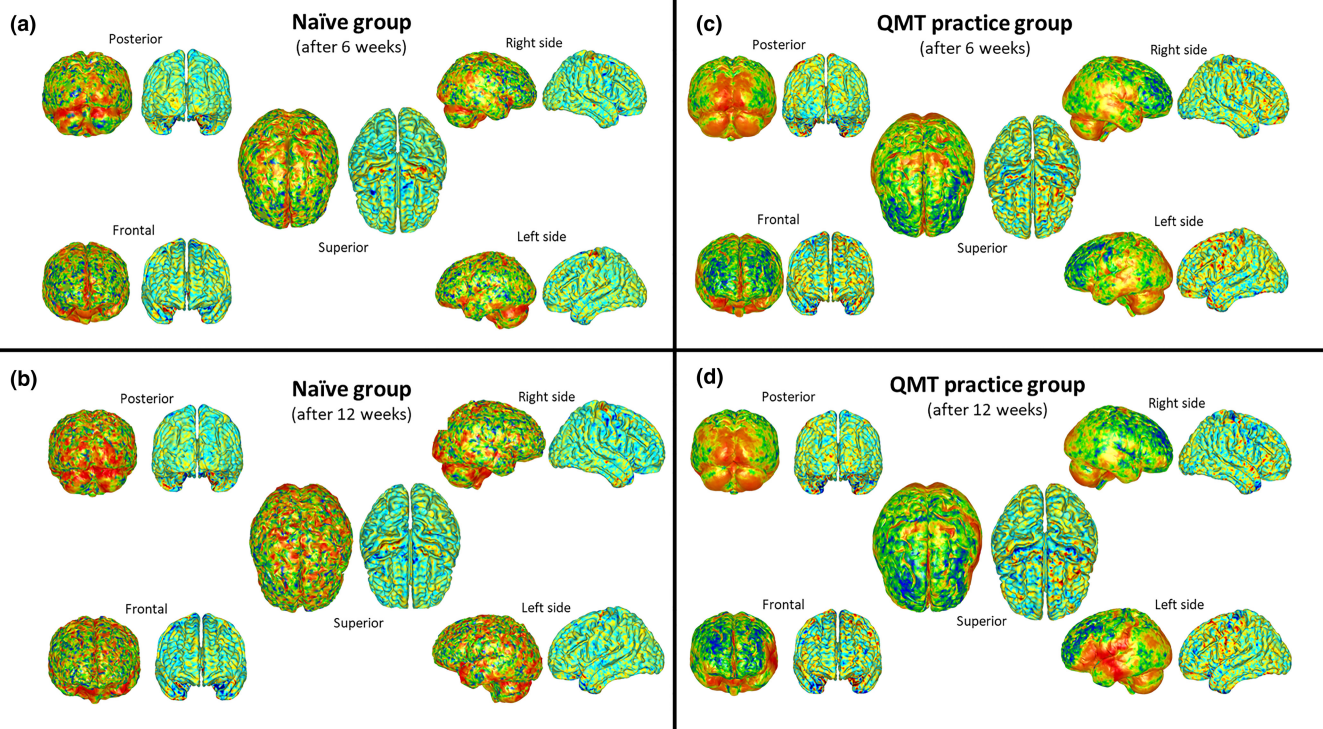 (a)
Naïve group
(after 6 weeks)
Posterior
Right side
Frontal
Superior
Left side
(c)
QMT practice group
(after 6 weeks)
Posterior
Right side
Frontal
Superior
Left side
(b)
Naïve group
(after 12 weeks)
Posterior
Right side
Frontal
Superior
Left side
(d)
QMT practice group
(after 12 weeks)
Posterior
Right side
Frontal
Superior
Left side